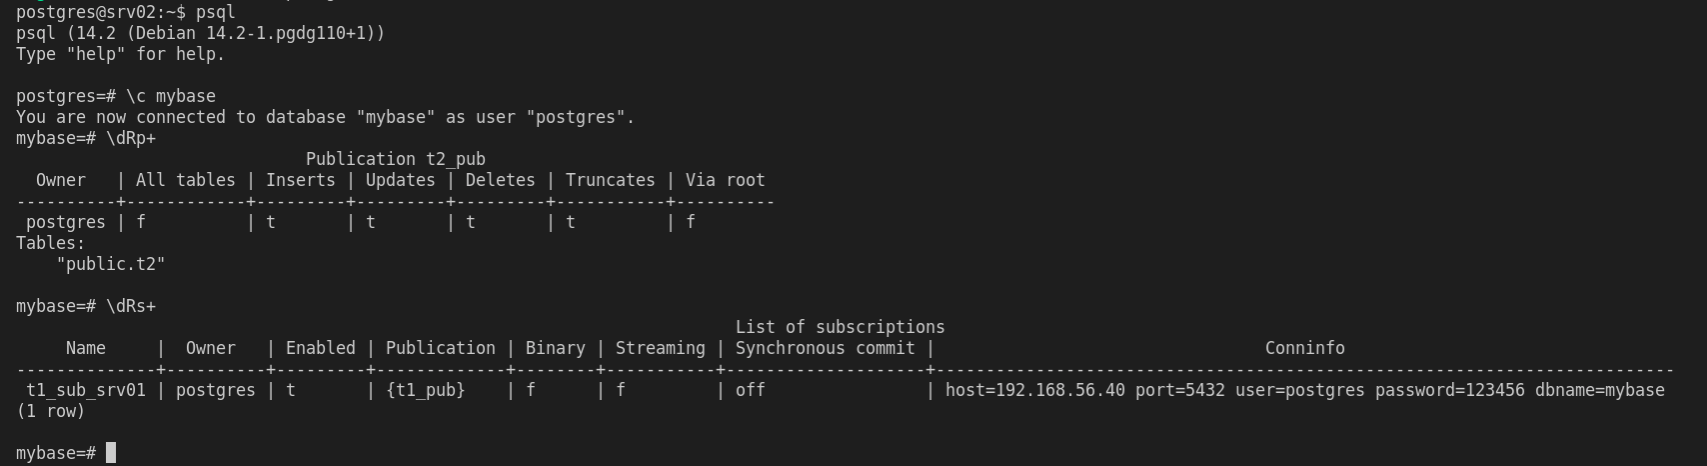 postgres@srv02:~$ psql
psql (14.2 (Debian 14.2-1.pgdg110+1))
Type "help" for help.

postgres=# \c mybase
You are now connected to database "mybase" as user "postgres".
mybase=# \dRp+
                             Publication t2_pub
  Owner   | All tables | Inserts | Updates | Deletes | Truncates | Via root
----------+------------+---------+---------+---------+-----------+----------
 postgres | f          | t       | t       | t       | t         | f
Tables:
    "public.t2"

mybase=# \dRs+
                                                                        List of subscriptions
     Name     |  Owner   | Enabled | Publication | Binary | Streaming | Synchronous commit |                                 Conninfo
--------------+----------+---------+-------------+--------+-----------+--------------------+--------------------------------------------------------------------------
 t1_sub_srv01 | postgres | t       | {t1_pub}    | f      | f         | off                | host=192.168.56.40 port=5432 user=postgres password=123456 dbname=mybase
(1 row)

mybase=#